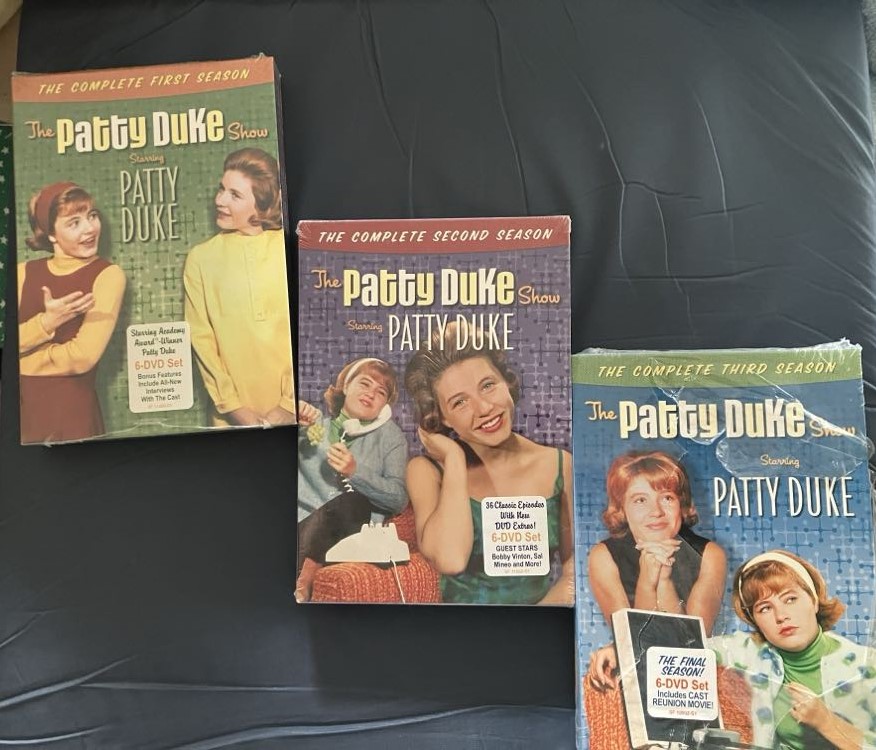 THE COMPLETE FIRST SEASON
The Patty Duke Show
Starring
PATTY
DUKE
Starring Academy
Award®-Winner
Patty Duke
6-DVD Set
Bonus Features
Include All-New
Interviews
With The Cast
THE COMPLETE SECOND SEASON
The Patty Duke Show
Starring PATTY DUKE
36 Classic Episodes
With New
DVD Extras!
6-DVD Set
GUEST STARS
Bobby Vinton, Sal
Mineo and More!
THE COMPLETE THIRD SEASON
The Patty Duke Show
Starring
PATTY DUKE
THE FINAL
SEASON!
6-DVD Set
Includes CAST
REUNION MOVIE!